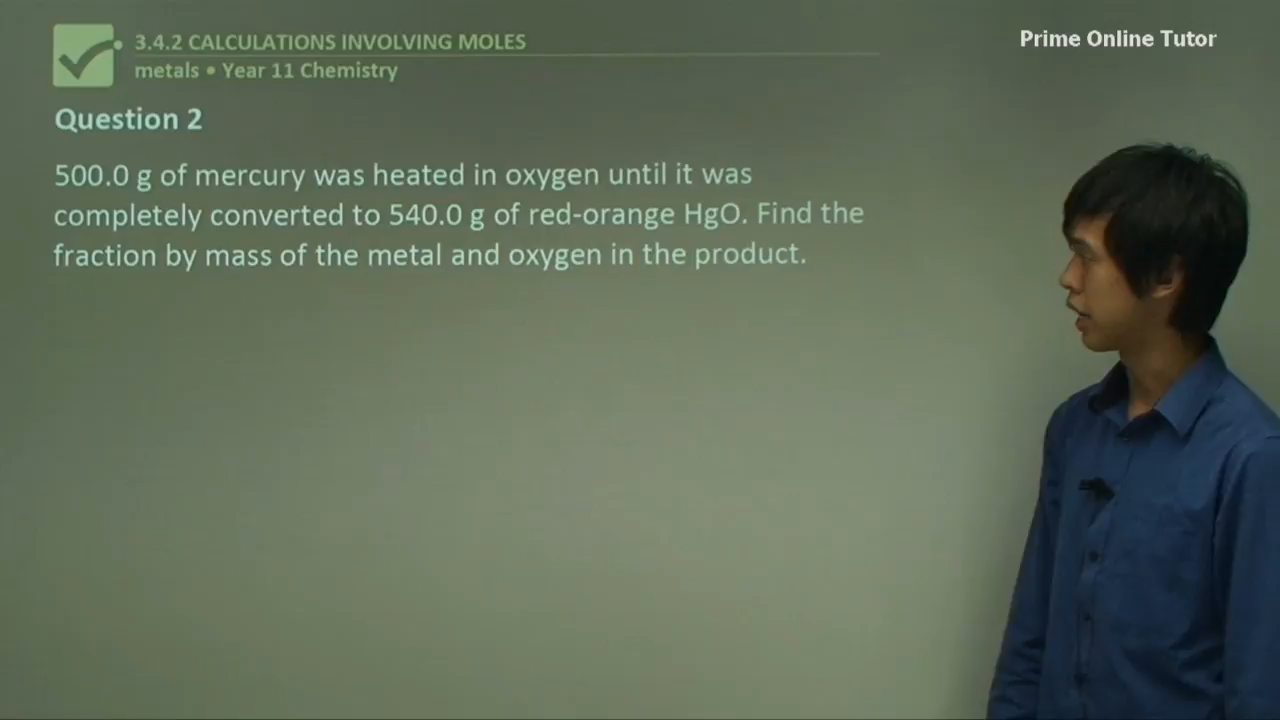 3.4.2 CALCULATIONS INVOLVING MOLES
Prime Online Tutor
metals • Year 11 Chemistry
Question 2
500.0 g of mercury was heated in oxygen until it was
completely converted to 540.0 g of red-orange HgO. Find the
fraction by mass of the metal and oxygen in the product.